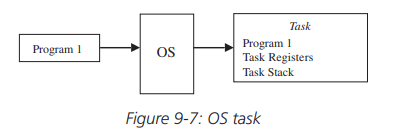 Program 1
OS
Task
Program 1
Task Registers
Task Stack
Figure 9-7: OS task